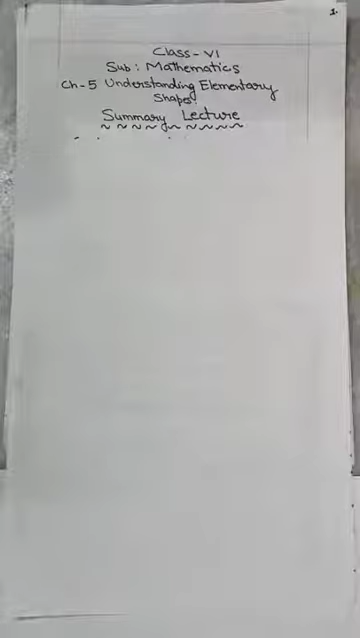 1.
Class - VI
Sub : Mathematics
Ch - 5 Understanding Elementary
Shapes.
Summary Lecture